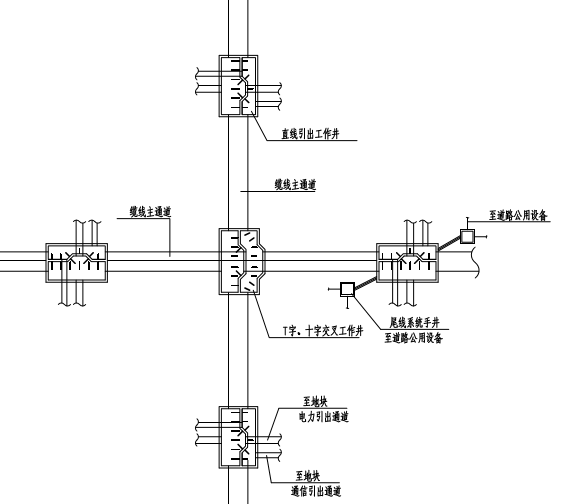 直线引出工作井
缆线主通道
缆线主通道
至道路公用设备
T字、十字交叉工作井
尾线系统手井
至道路公用设备
至地块
电力引出通道
至地块
通信引出通道